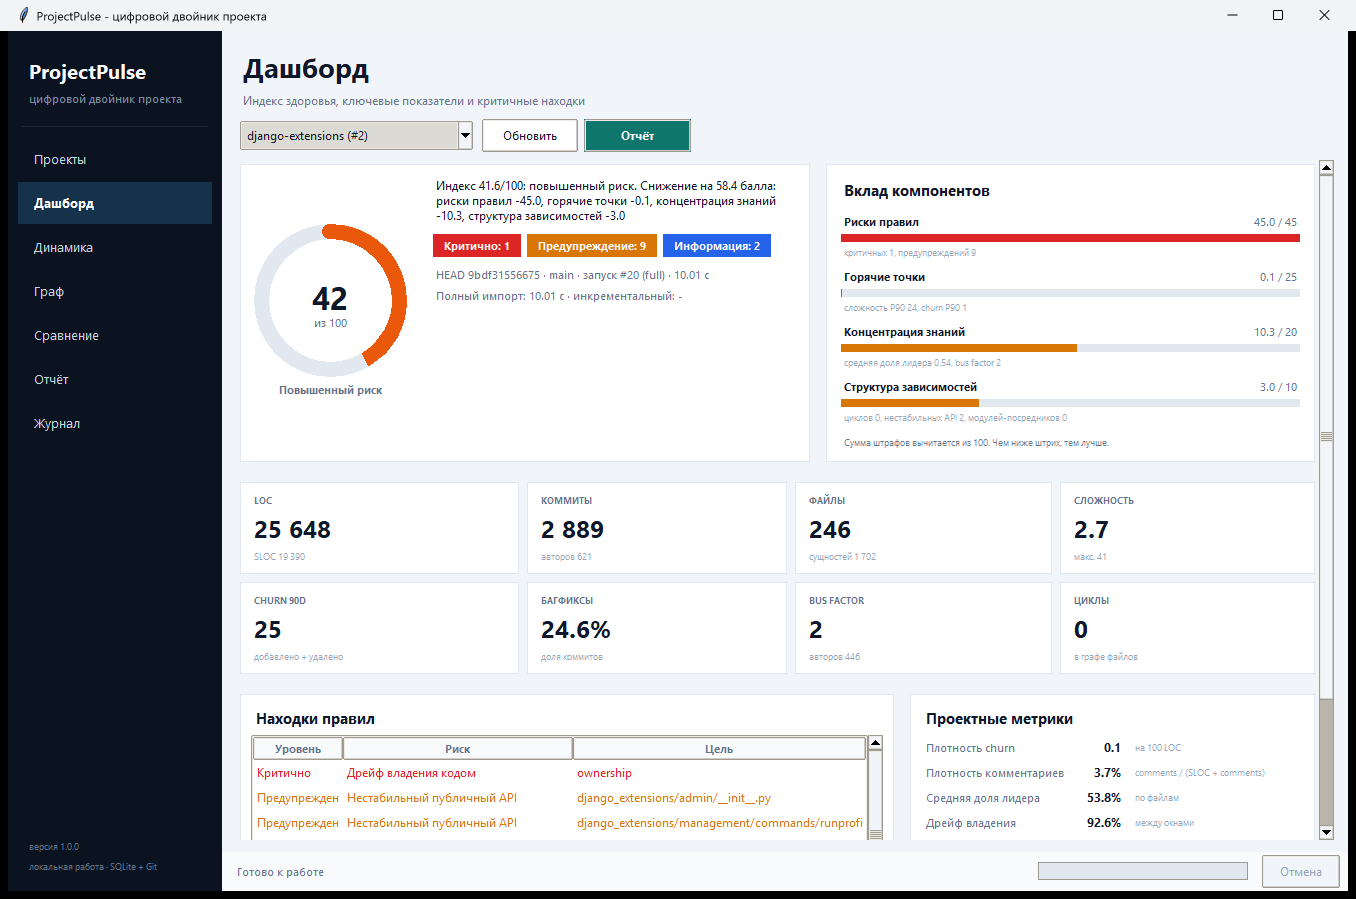 ProjectPulse - цифровой двойник проекта
ProjectPulse
цифровой двойник проекта
Проекты
Дашборд
Динамика
Граф
Сравнение
Отчёт
Журнал
версия 1.0.0
локальная работа · SQLite + Git
Дашборд
Индекс здоровья, ключевые показатели и критичные находки
django-extensions (#2)
Обновить
Отчёт
42
из 100
Повышенный риск
Индекс 41.6/100: повышенный риск. Снижение на 58.4 балла:
риски правил -45.0, горячие точки -0.1, концентрация знаний
-10.3, структура зависимостей -3.0
Критично: 1
Предупреждение: 9
Информация: 2
HEAD 9bdf31556675 · main · запуск #20 (full) · 10.01 с
Полный импорт: 10.01 с · инкрементальный: -
Вклад компонентов
Риски правил 45.0 / 45
критичных 1, предупреждений 9
Горячие точки 0.1 / 25
сложность P90 24, churn P90 1
Концентрация знаний 10.3 / 20
средняя доля лидера 0.54, bus factor 2
Структура зависимостей 3.0 / 10
циклов 0, нестабильных API 2, модулей-посредников 0
Сумма штрафов вычитается из 100. Чем ниже штрих, тем лучше.
LOC
25 648
SLOC 19 390
КОММИТЫ
2 889
авторов 621
ФАЙЛЫ
246
сущностей 1 702
СЛОЖНОСТЬ
2.7
макс. 41
CHURN 90D
25
добавлено + удалено
БАГФИКСЫ
24.6%
доля коммитов
BUS FACTOR
2
авторов 446
ЦИКЛЫ
0
в графе файлов
Находки правил
Уровень Риск Цель
Критично Дрейф владения кодом ownership
Предупрежден Нестабильный публичный API django_extensions/admin/__init__.py
Предупрежден Нестабильный публичный API django_extensions/management/commands/runprofi
Проектные метрики
Плотность churn 0.1 на 100 LOC
Плотность комментариев 3.7% comments / (SLOC + comments)
Средняя доля лидера 53.8% по файлам
Дрейф владения 92.6% между окнами
Готово к работе
Отмена